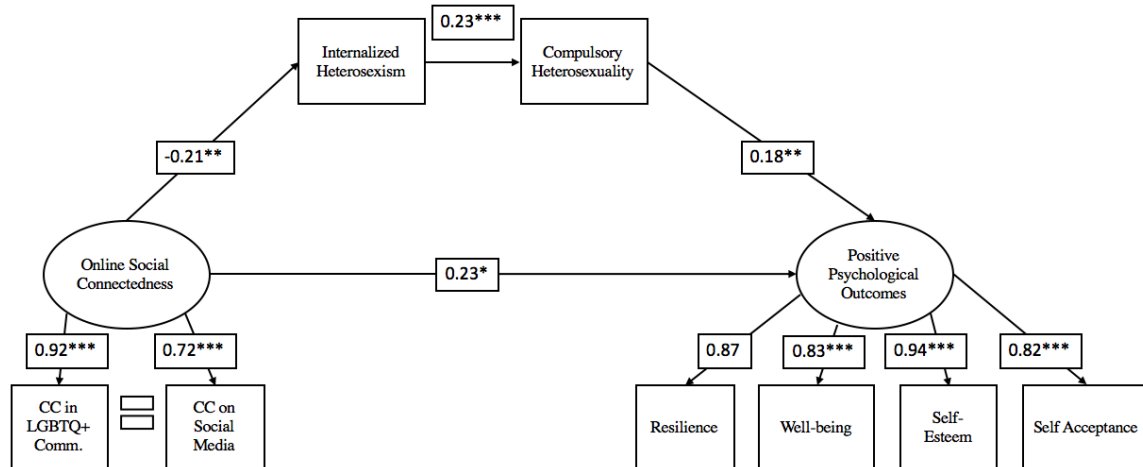 0.23***
Internalized
Heterosexism
Compulsory
Heterosexuality
-0.21**
0.18**
Online Social
Connectedness
0.23*
Positive
Psychological
Outcomes
0.92***
0.72***
0.87
0.83***
0.94***
0.82***
CC in
LGBTQ+
Comm.
CC on
Social
Media
Resilience
Well-being
Self-
Esteem
Self Acceptance